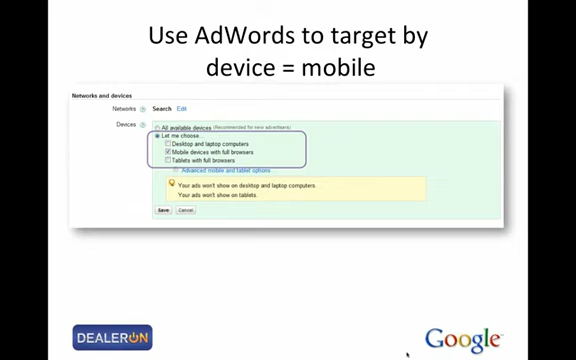 Use AdWords to target by
device = mobile
Networks and devices
Networks Search Edit
Devices All available devices (Recommended for new advertisers)
Let me choose...
Desktop and laptop computers
Mobile devices with full browsers
Tablets with full browsers
Advanced mobile and tablet options
Your ads won't show on desktop and laptop computers.
Your ads won't show on tablets.
Save Cancel
DEALERON
Google